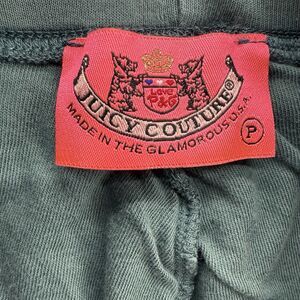 Love
P&G
JUICY COUTURE®
MADE IN THE GLAMOROUS U.S.A.
P